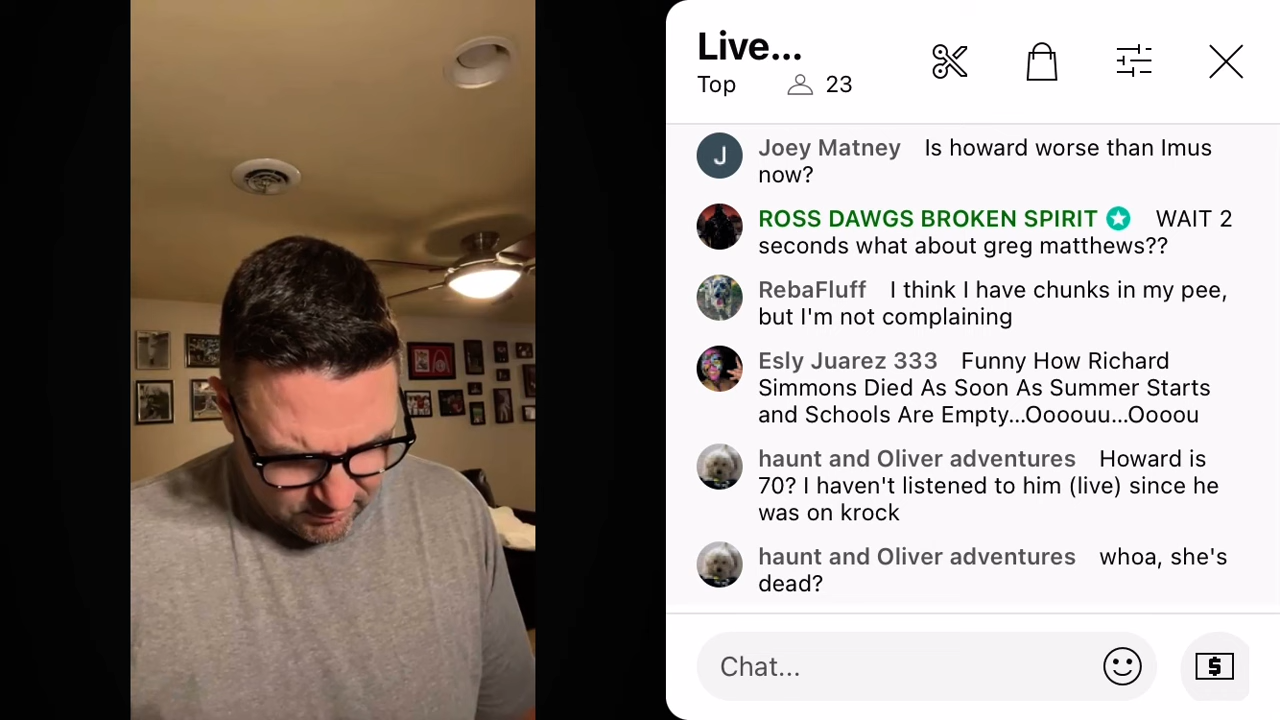 Live...
Top 23
J Joey Matney Is howard worse than Imus
now?
ROSS DAWGS BROKEN SPIRIT WAIT 2
seconds what about greg matthews??
RebaFluff I think I have chunks in my pee,
but I'm not complaining
Esly Juarez 333 Funny How Richard
Simmons Died As Soon As Summer Starts
and Schools Are Empty...Oooouu...Oooou
haunt and Oliver adventures Howard is
70? I haven't listened to him (live) since he
was on krock
haunt and Oliver adventures whoa, she's
dead?
Chat...
$